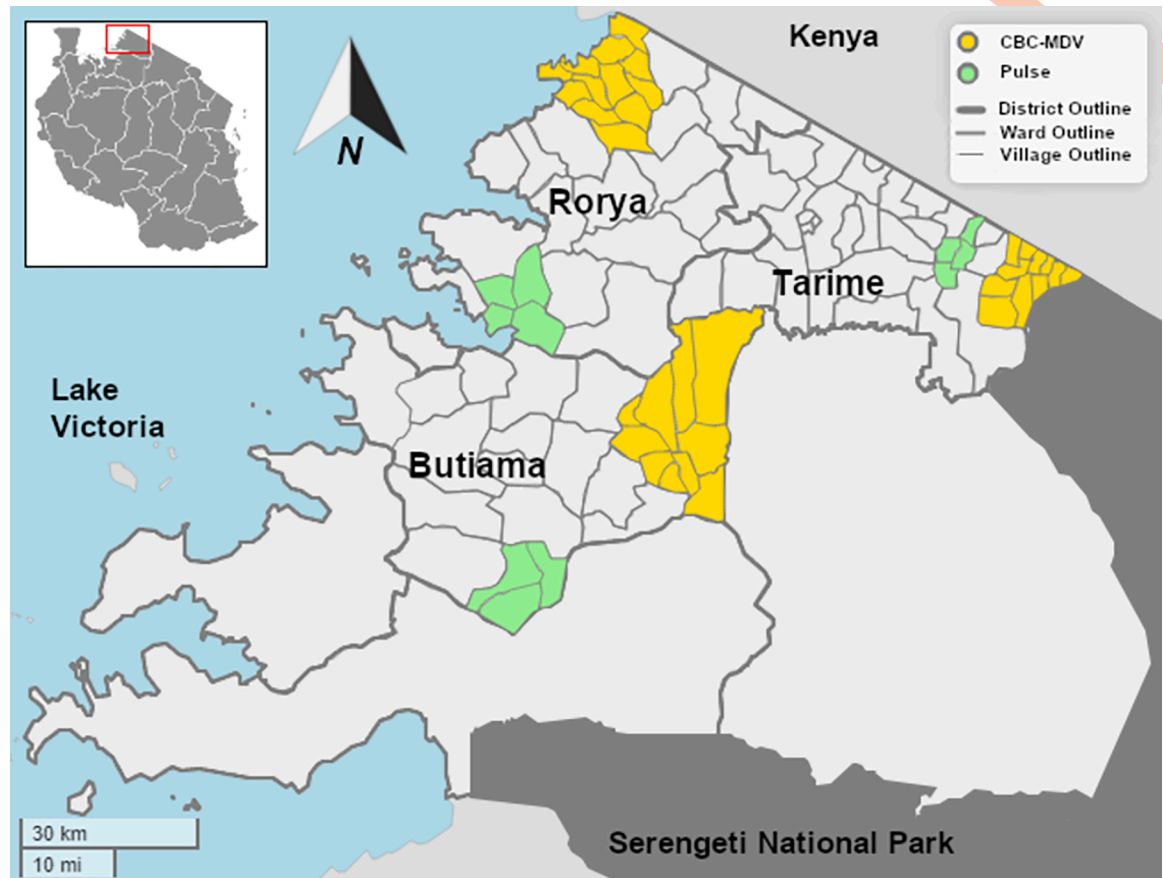 Kenya
CBC-MDV
Pulse
District Outline
Ward Outline
Village Outline
N
Rorya
Tarime
Lake
Victoria
Butiama
30 km
10 mi
Serengeti National Park